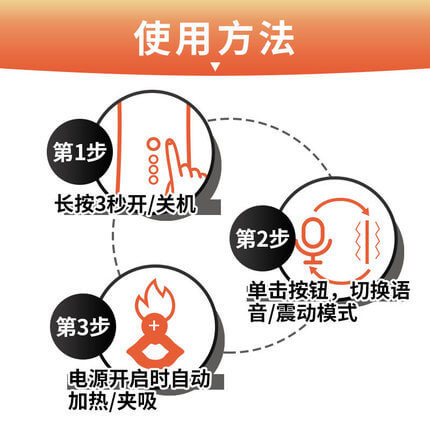 使用方法
第1步
长按3秒开/关机
第2步
单击按钮，切换语
音/震动模式
第3步
电源开启时自动
加热/夹吸